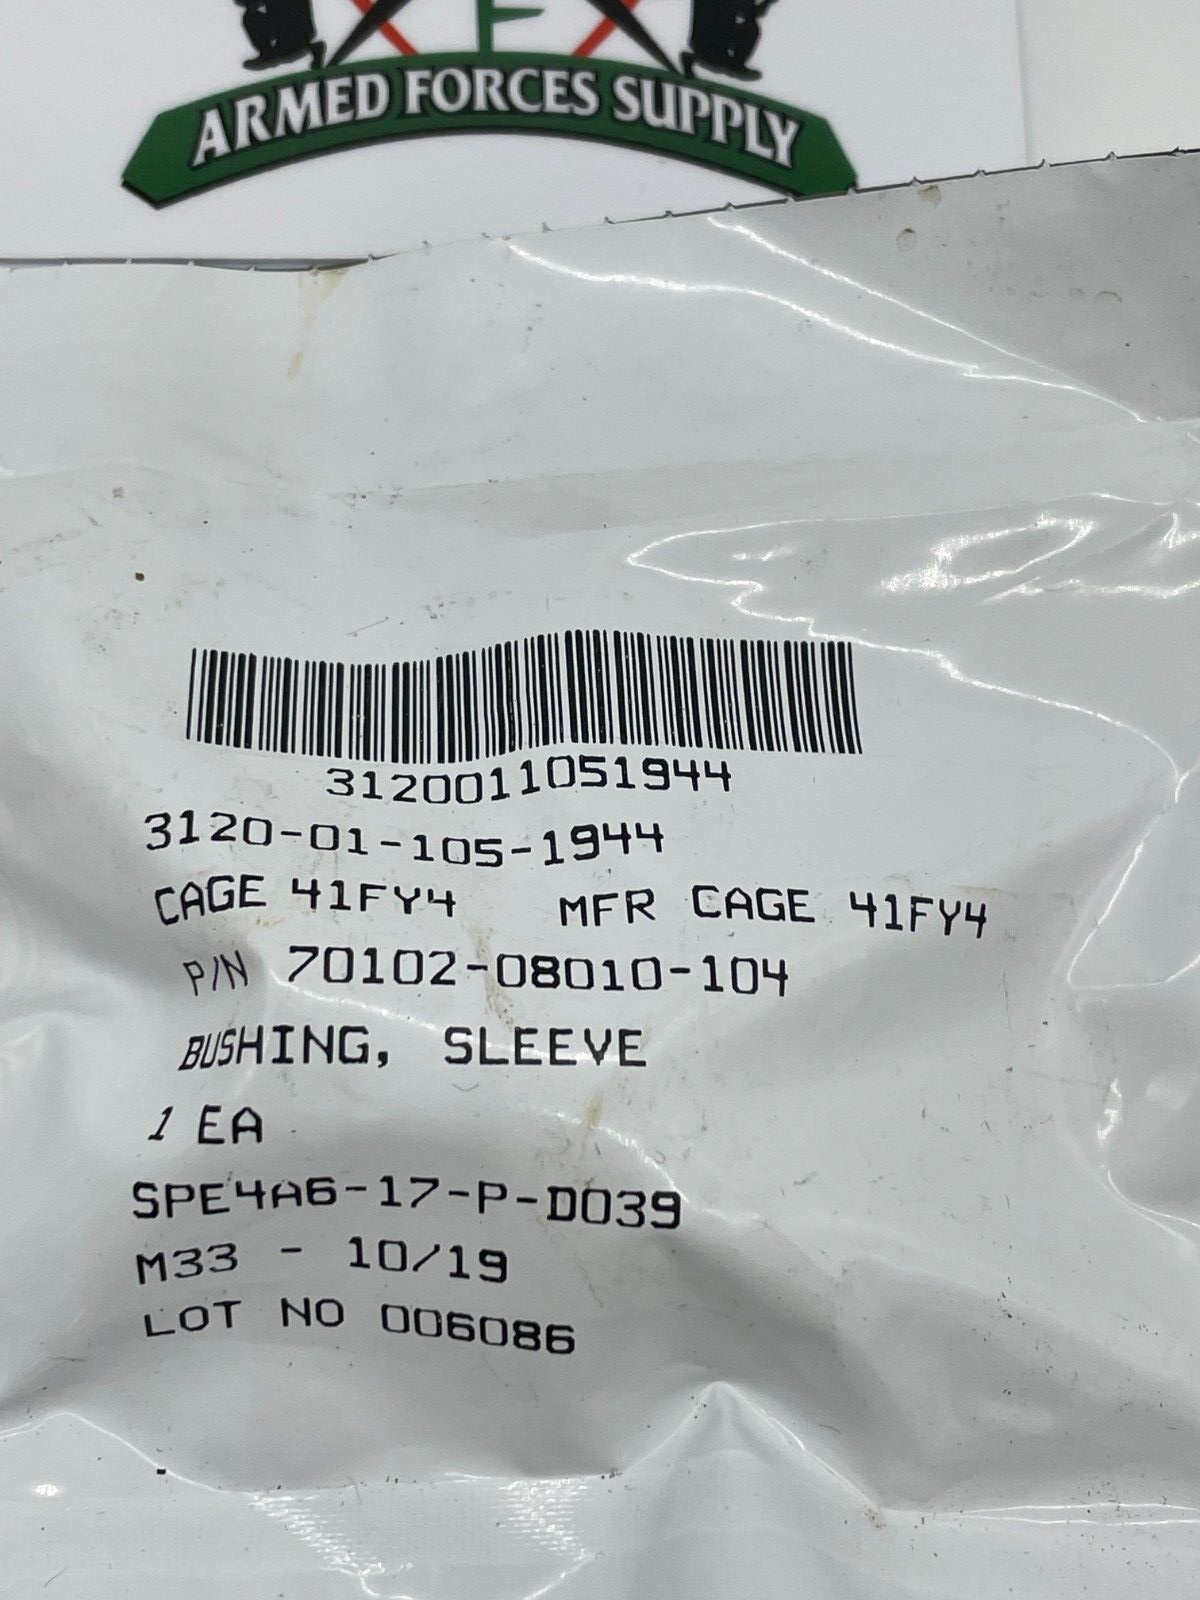 ARMED FORCES SUPPLY
3120011051944
3120-01-105-1944
CAGE 41FY4 MFR CAGE 41FY4
P/N 70102-08010-104
BUSHING, SLEEVE
1 EA
SPE4A6-17-P-D039
M33 - 10/19
LOT NO 006086